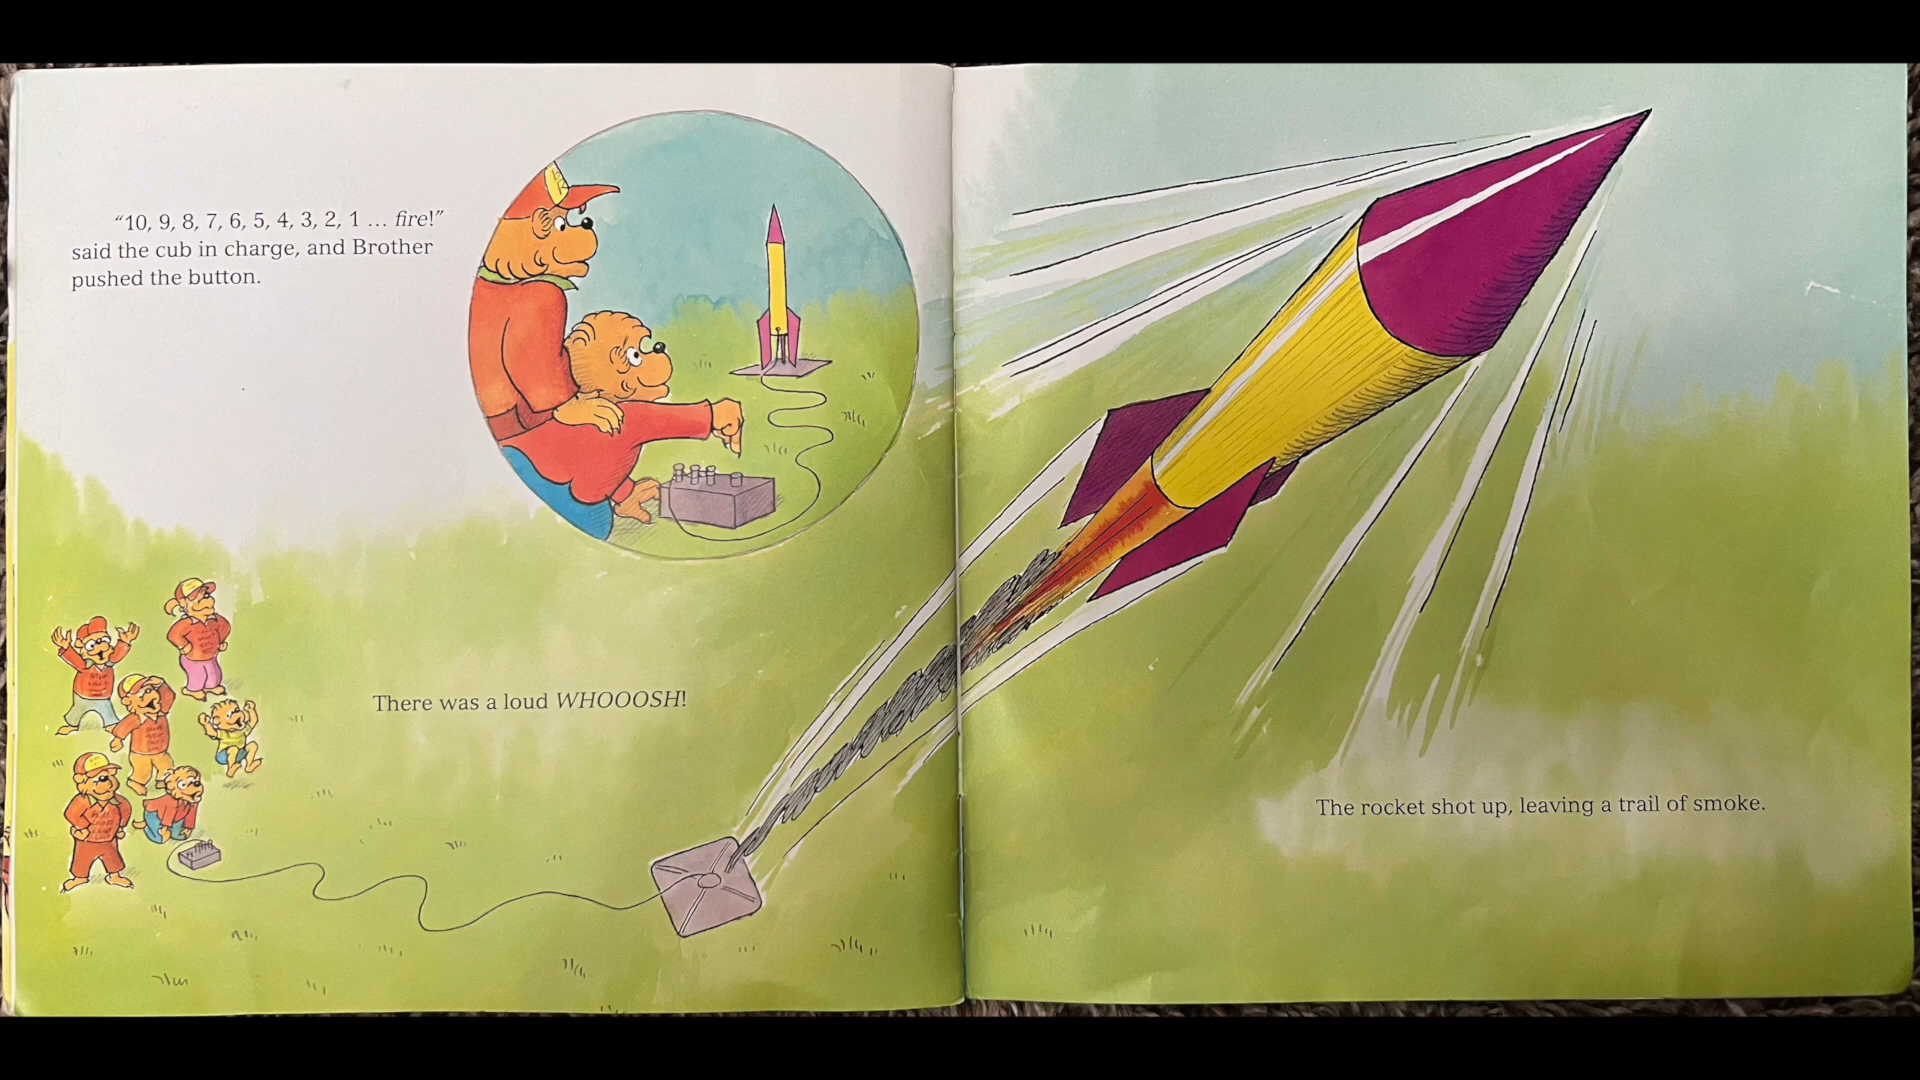 “10, 9, 8, 7, 6, 5, 4, 3, 2, 1 ... fire!”
said the cub in charge, and Brother
pushed the button.
There was a loud WHOOOSH!
The rocket shot up, leaving a trail of smoke.